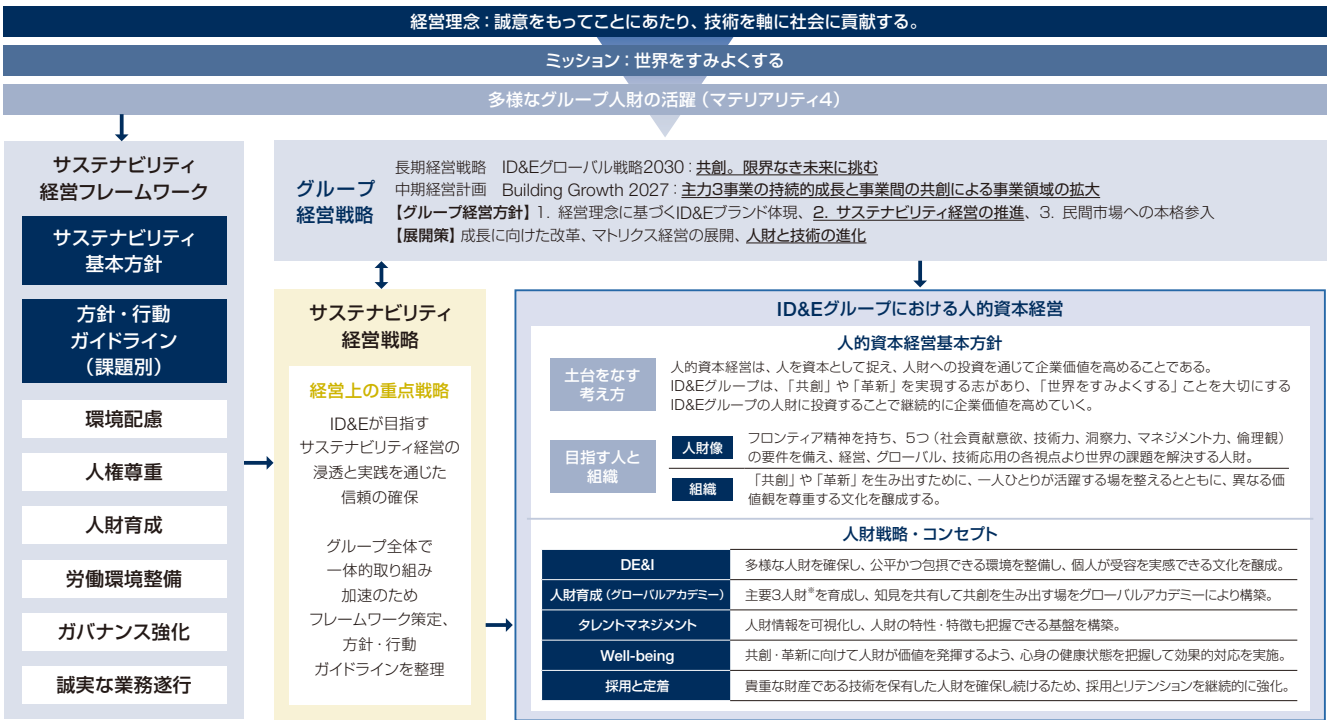 経営理念：誠意をもってことにあたり、技術を軸に社会に貢献する。
ミッション：世界をすみよくする
多様なグループ人財の活躍（マテリアリティ4）
サステナビリティ
経営フレームワーク
サステナビリティ
基本方針
方針・行動
ガイドライン
（課題別）
環境配慮
人権尊重
人財育成
労働環境整備
ガバナンス強化
誠実な業務遂行
グループ
経営戦略
長期経営戦略　ID&Eグローバル戦略2030：共創。限界なき未来に挑む
中期経営計画　Building Growth 2027：主力3事業の持続的成長と事業間の共創による事業領域の拡大
【グループ経営方針】1. 経営理念に基づくID&Eブランド体現、2. サステナビリティ経営の推進、3. 民間市場への本格参入
【展開策】成長に向けた改革、マトリクス経営の展開、人財と技術の進化
サステナビリティ
経営戦略
経営上の重点戦略
ID&Eが目指す
サステナビリティ経営の
浸透と実践を通じた
信頼の確保
グループ全体で
一体的取り組み
加速のため
フレームワーク策定、
方針・行動
ガイドラインを整理
ID&Eグループにおける人的資本経営
人的資本経営基本方針
土台をなす
考え方
人的資本経営は、人を資本として捉え、人財への投資を通じて企業価値を高めることである。
ID&Eグループは、「共創」や「革新」を実現する志があり、「世界をすみよくする」ことを大切にする
ID&Eグループの人財に投資することで継続的に企業価値を高めていく。
目指す人と
組織
人財像
フロンティア精神を持ち、5つ（社会貢献意欲、技術力、洞察力、マネジメント力、倫理観）
の要件を備え、経営、グローバル、技術応用の各視点より世界の課題を解決する人財。
組織
「共創」や「革新」を生み出すために、一人ひとりが活躍する場を整えるとともに、異なる価
値観を尊重する文化を醸成する。
人財戦略・コンセプト
DE&I
多様な人財を確保し、公平かつ包摂できる環境を整備し、個人が受容を実感できる文化を醸成。
人財育成（グローバルアカデミー）
主要3人財※を育成し、知見を共有して共創を生み出す場をグローバルアカデミーにより構築。
タレントマネジメント
人財情報を可視化し、人財の特性・特徴も把握できる基盤を構築。
Well-being
共創・革新に向けて人財が価値を発揮するよう、心身の健康状態を把握して効果的対応を実施。
採用と定着
貴重な財産である技術を保有した人財を確保し続けるため、採用とリテンションを継続的に強化。